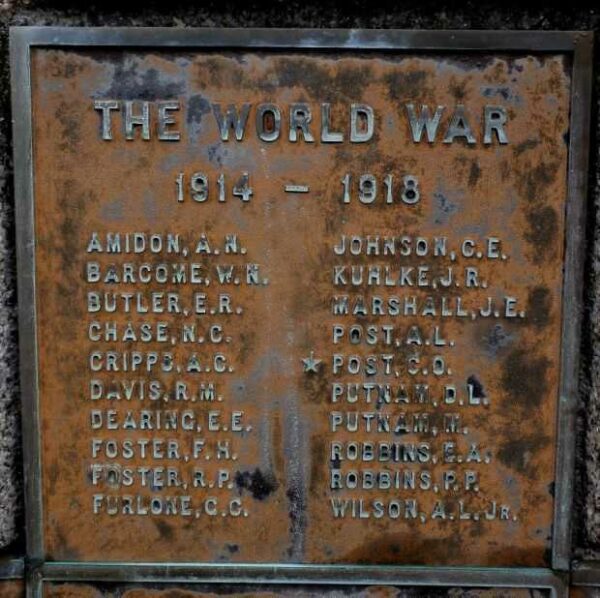 THE WORLD WAR
1914 – 1918
AMIDON, A. N.
BARCOME, W. N.
BUTLER, E. R.
CHASE, N. C.
CRIPPS, A. G.
DAVIS, R. M.
DEARING, E. E.
FOSTER, F. H.
FOSTER, R. P.
FURLONE, G. C.
JOHNSON, C. E.
KUHLKE, J. R.
MARSHALL, J. E.
POST, A. L.
★ POST, C. O.
PUTNAM, D. L.
PUTNAM, M.
ROBBINS, E. A.
ROBBINS, P. P.
WILSON, A. L. JR.